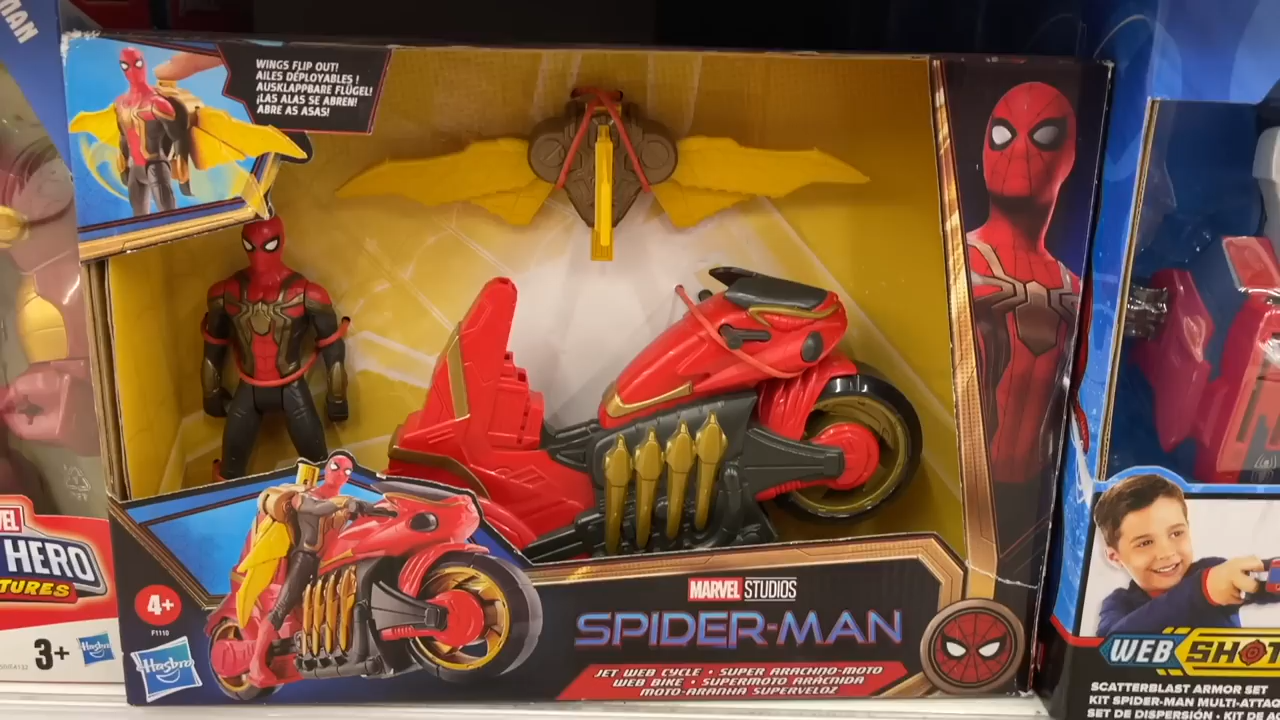 MAN
WINGS FLIP OUT!
AILES DÉPLOYABLES !
AUSKLAPPBARE FLÜGEL!
¡LAS ALAS SE ABREN!
ABRE AS ASAS!
4+
F1110
Hasbro
MARVEL STUDIOS
SPIDER-MAN
JET WEB CYCLE • SUPER ARACHNO-MOTO
WEB BIKE • SUPERMOTO ARÁCNIDA
MOTO-ARANHA SUPERVELOZ
VEL
HERO
TURES
3+
Hasbro
WEB SHOT
SCATTERBLAST ARMOR SET
KIT SPIDER-MAN MULTI-ATTAC
SET DE DISPERSIÓN • KIT DE A